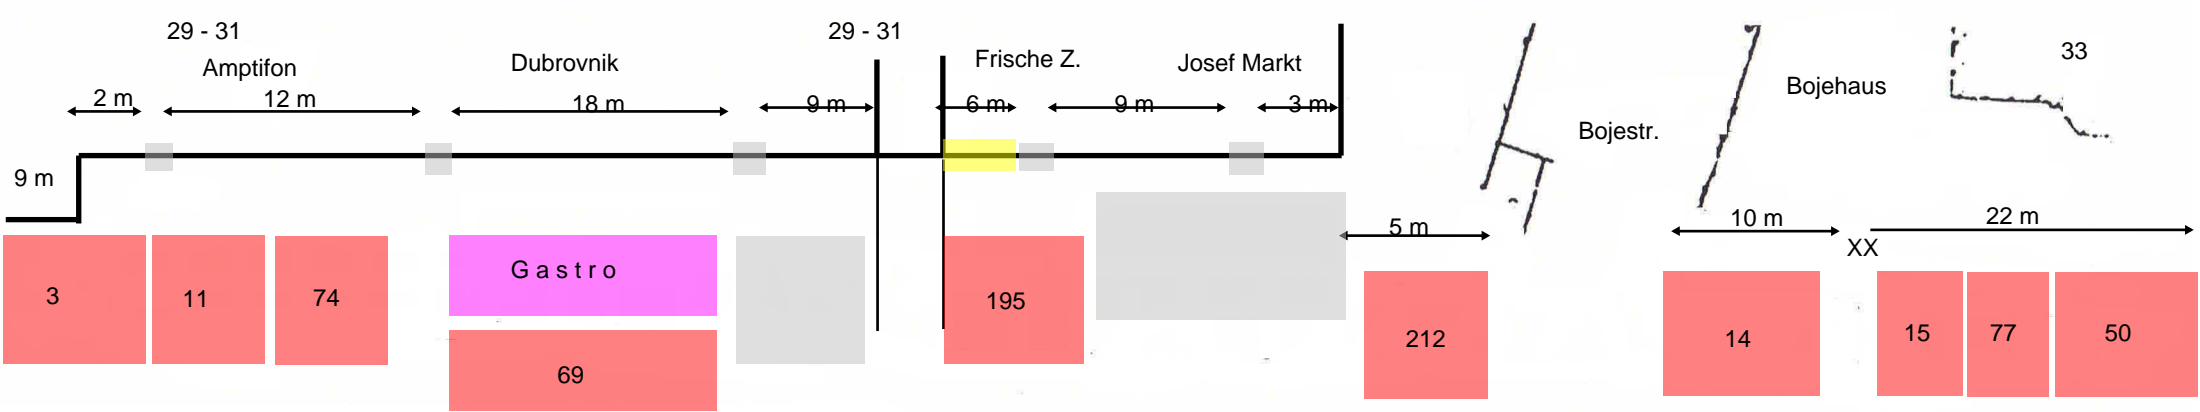 29 - 31
29 - 31
33
Amptifon
Dubrovnik
Frische Z.
Josef Markt
Bojehaus
2 m
12 m
18 m
9 m
6 m
9 m
3 m
Bojestr.
9 m
5 m
10 m
22 m
XX
3
11
74
Gastro
69
195
212
14
15
77
50